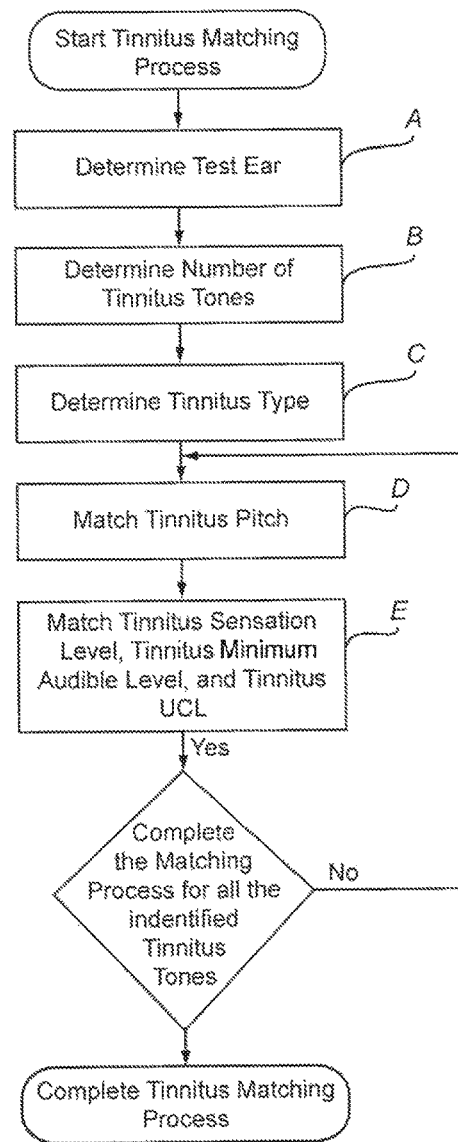 Start Tinnitus Matching
Process
A
Determine Test Ear
B
Determine Number of
Tinnitus Tones
C
Determine Tinnitus Type
D
Match Tinnitus Pitch
E
Match Tinnitus Sensation
Level, Tinnitus Minimum
Audible Level, and Tinnitus
UCL
Yes
Complete
the Matching
Process for all the
indentified
Tinnitus
Tones
No
Complete Tinnitus Matching
Process